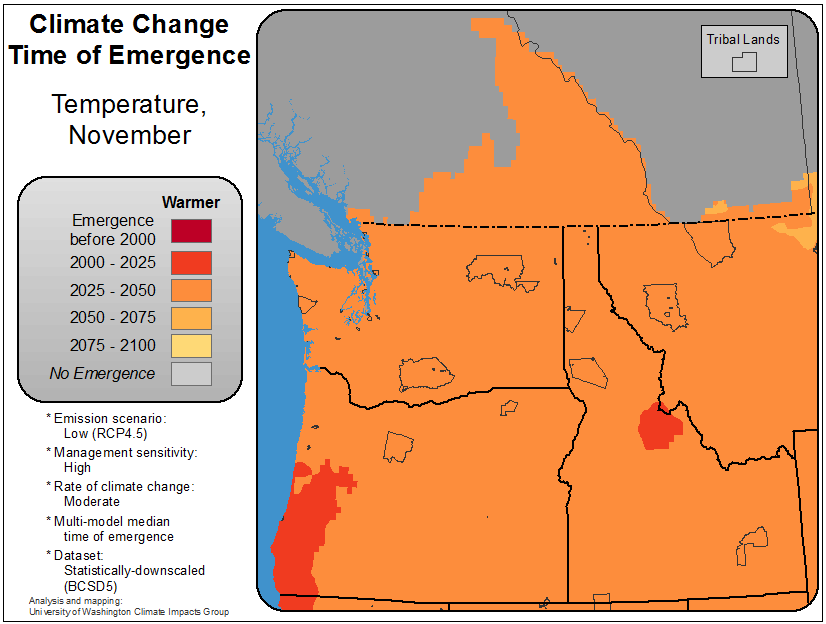 Climate Change
Time of Emergence
Temperature,
November
Warmer
Emergence
before 2000
2000 - 2025
2025 - 2050
2050 - 2075
2075 - 2100
No Emergence
* Emission scenario:
Low (RCP4.5)
* Management sensitivity:
High
* Rate of climate change:
Moderate
* Multi-model median
time of emergence
* Dataset:
Statistically-downscaled
(BCSD5)
Analysis and mapping:
University of Washington Climate Impacts Group
Tribal Lands